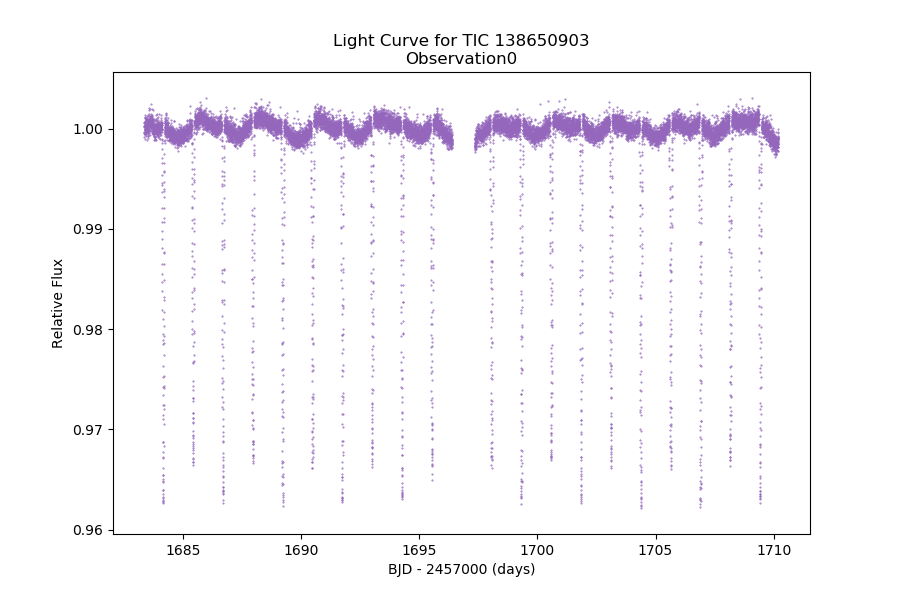 Light Curve for TIC 138650903
Observation0
1.00
0.99
0.98
0.97
0.96
Relative Flux
1685
1690
1695
1700
1705
1710
BJD - 2457000 (days)